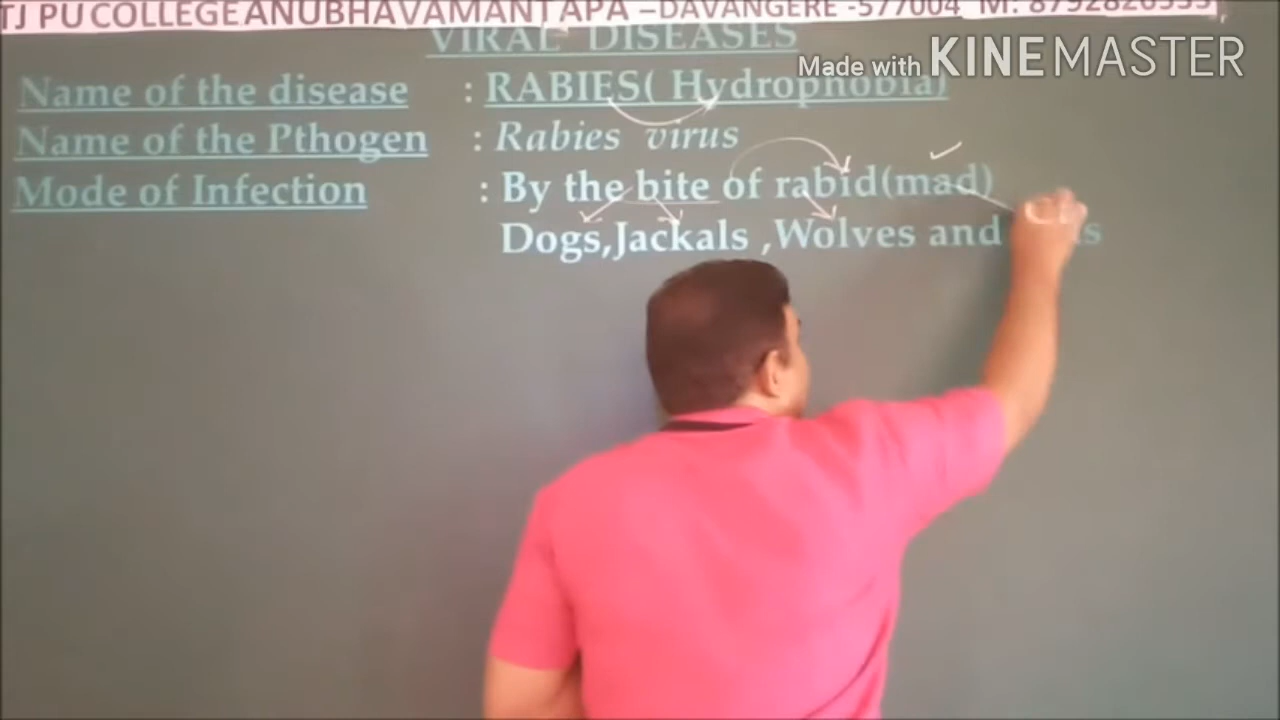 TJ PU COLLEGE ANUBHAVAMANTAPA –DAVANGERE -577004 M: 8792820533
VIRAL DISEASES
Made with KINEMASTER
Name of the disease : RABIES( Hydrophobia)
Name of the Pthogen : Rabies virus
Mode of Infection : By the bite of rabid(mad)
Dogs,Jackals ,Wolves and